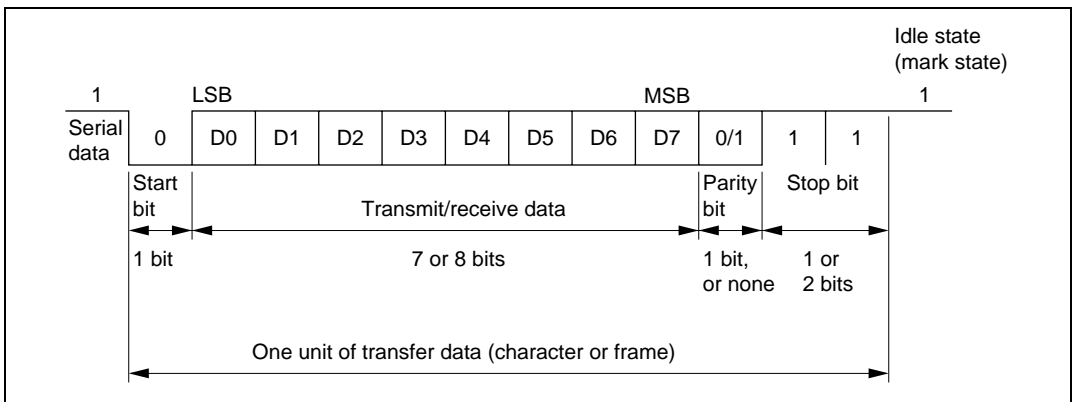 Idle state
(mark state)
1 LSB MSB 1
Serial
data
0 D0 D1 D2 D3 D4 D5 D6 D7 0/1 1 1
Start
bit
Transmit/receive data
Parity
bit
Stop bit
1 bit
7 or 8 bits
1 bit,
or none
1 or
2 bits
One unit of transfer data (character or frame)